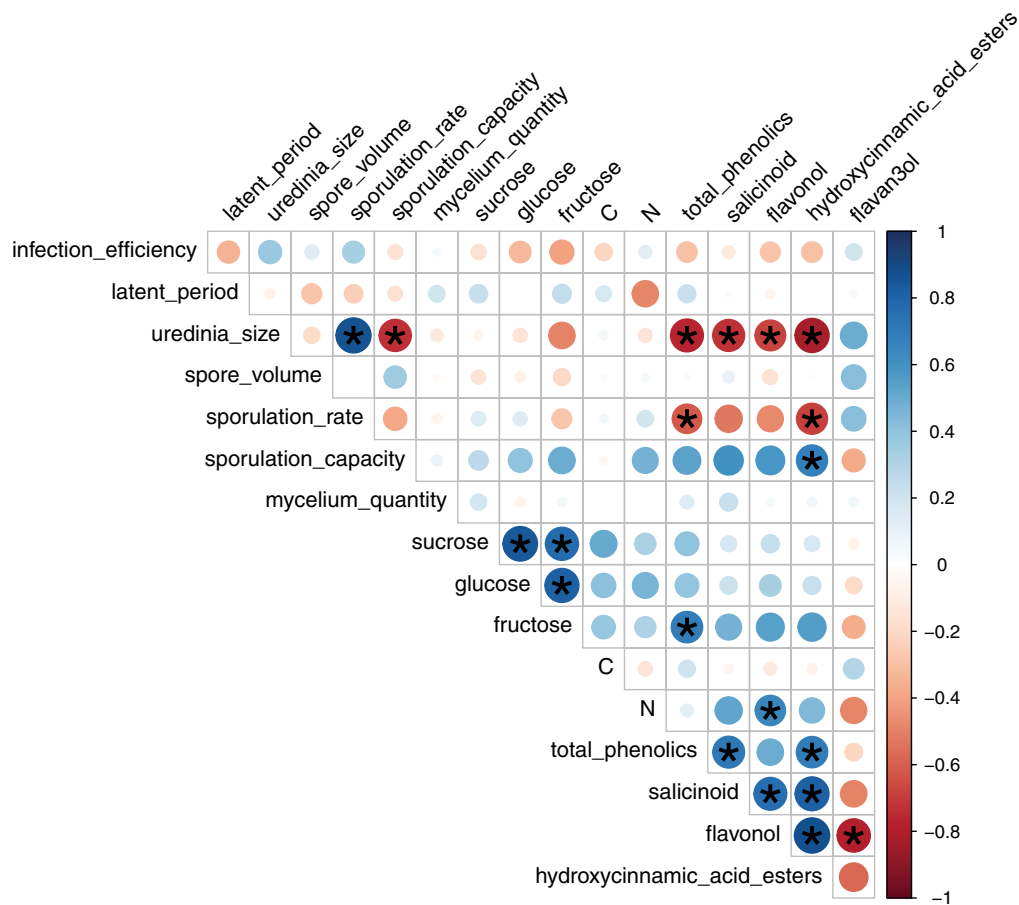 latent_period
uredinia_size
spore_volume
sporulation_rate
sporulation_capacity
mycelium_quantity
sucrose
glucose
fructose
C
N
total_phenolics
salicinoid
flavonol
hydroxycinnamic_acid_esters
flavan3ol
infection_efficiency
latent_period
uredinia_size
spore_volume
sporulation_rate
sporulation_capacity
mycelium_quantity
sucrose
glucose
fructose
C
N
total_phenolics
salicinoid
flavonol
hydroxycinnamic_acid_esters
1
0.8
0.6
0.4
0.2
0
−0.2
−0.4
−0.6
−0.8
−1